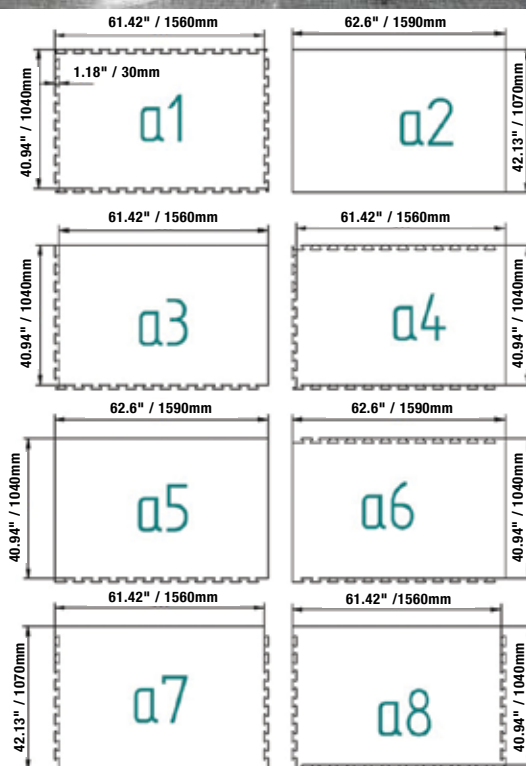 61.42" / 1560mm
62.6" / 1590mm
40.94" / 1040mm
1.18" / 30mm
a1
a2
42.13" / 1070mm
61.42" / 1560mm
61.42" / 1560mm
40.94" / 1040mm
a3
a4
40.94" / 1040mm
62.6" / 1590mm
62.6" / 1590mm
40.94" / 1040mm
a5
a6
40.94" / 1040mm
61.42" / 1560mm
61.42" /1560mm
42.13" / 1070mm
a7
a8
40.94" / 1040mm